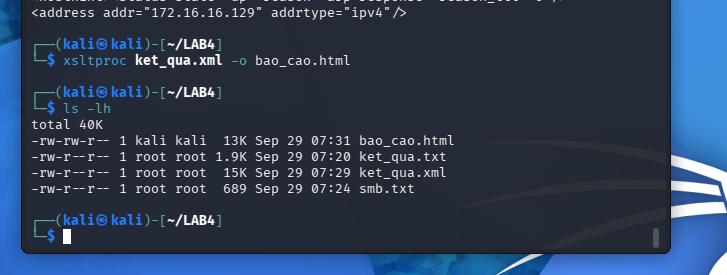 <address addr="172.16.16.129" addrtype="ipv4"/>
┌──(kali㉿kali)-[~/LAB4]
└─$ xsltproc ket_qua.xml -o bao_cao.html
┌──(kali㉿kali)-[~/LAB4]
└─$ ls -lh
total 40K
-rw-rw-r-- 1 kali kali  13K Sep 29 07:31 bao_cao.html
-rw-r--r-- 1 root root 1.9K Sep 29 07:20 ket_qua.txt
-rw-r--r-- 1 root root  15K Sep 29 07:29 ket_qua.xml
-rw-r--r-- 1 root root  689 Sep 29 07:24 smb.txt
┌──(kali㉿kali)-[~/LAB4]
└─$